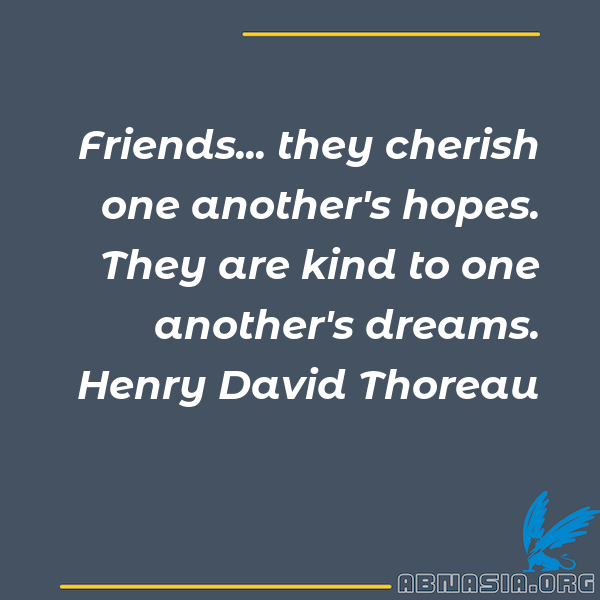 Friends... they cherish
one another's hopes.
They are kind to one
another's dreams.
Henry David Thoreau
ABNASIA.ORG